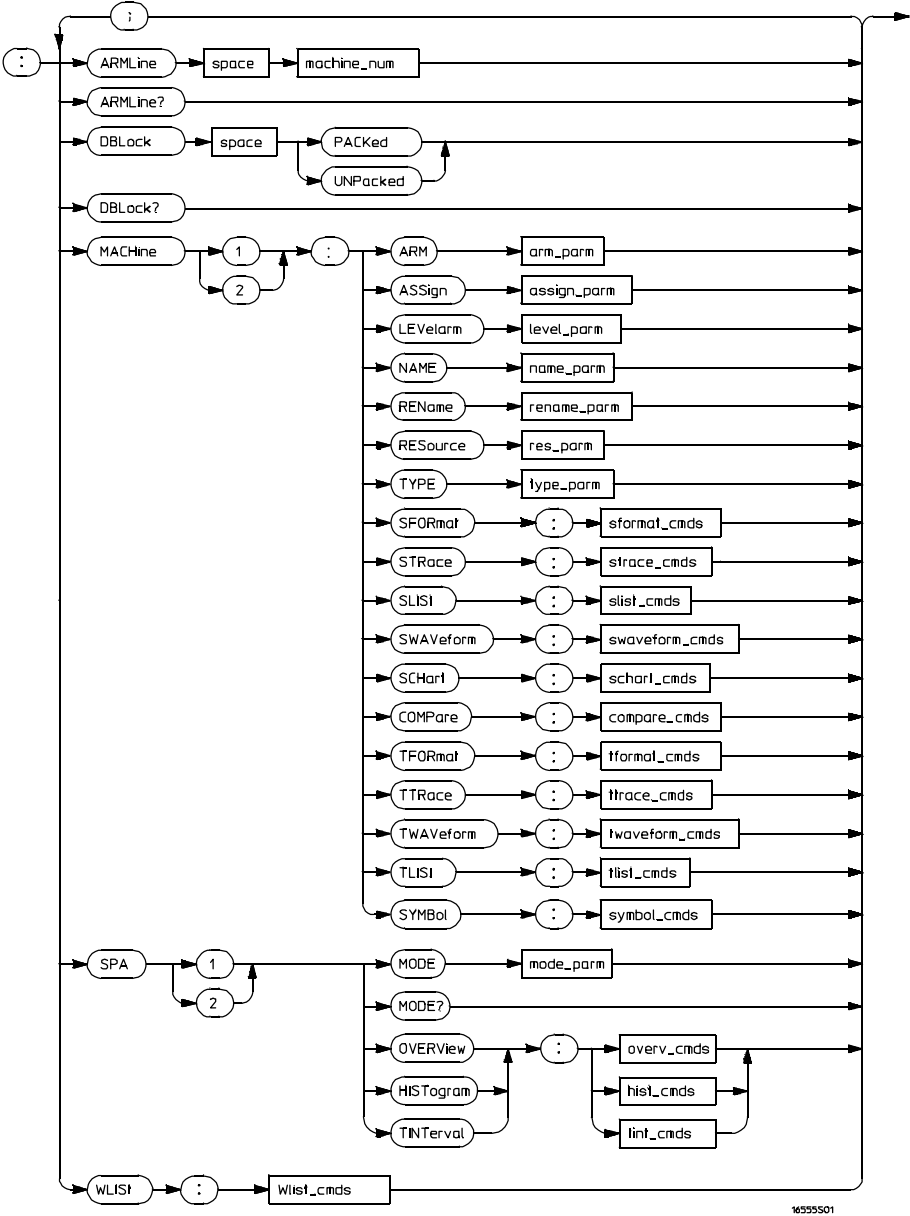 ;
: ARMLine space machine_num
ARMLine?
DBLock space PACKed
UNPacked
DBLock?
MACHine 1 : ARM arm_parm
2 ASSign assign_parm
LEVelarm level_parm
NAME name_parm
REName rename_parm
RESource res_parm
TYPE type_parm
SFORmat : sformat_cmds
STRace : strace_cmds
SLISt : slist_cmds
SWAVeform : swaveform_cmds
SCHart : schart_cmds
COMPare : compare_cmds
TFORmat : tformat_cmds
TTRace : ttrace_cmds
TWAVeform : twaveform_cmds
TLISt : tlist_cmds
SYMBol : symbol_cmds
SPA 1 MODE mode_parm
2 MODE?
OVERView : overv_cmds
HISTogram hist_cmds
TINTerval tint_cmds
WLISt : Wlist_cmds
16555S01